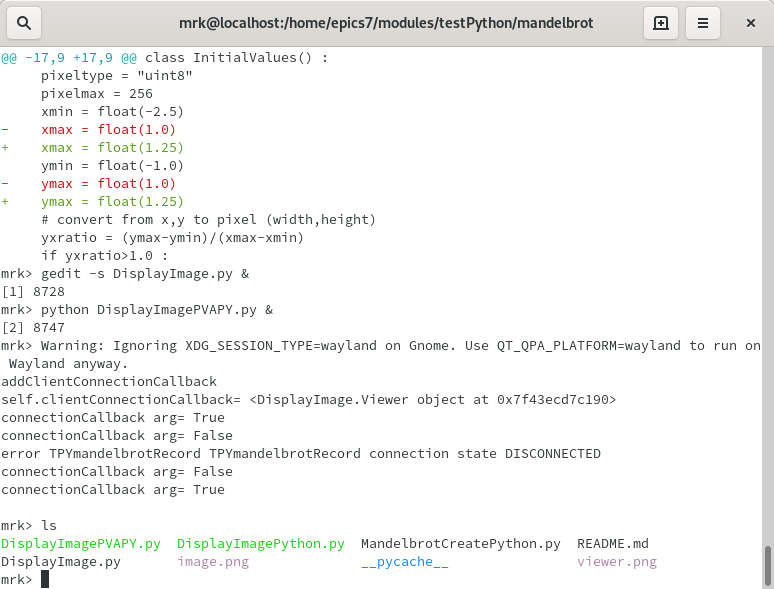 mrk@localhost:/home/epics7/modules/testPython/mandelbrot
@@ -17,9 +17,9 @@ class InitialValues() :
     pixeltype = "uint8"
     pixelmax = 256
     xmin = float(-2.5)
-    xmax = float(1.0)
+    xmax = float(1.25)
     ymin = float(-1.0)
-    ymax = float(1.0)
+    ymax = float(1.25)
     # convert from x,y to pixel (width,height)
     yxratio = (ymax-ymin)/(xmax-xmin)
     if yxratio>1.0 :
mrk> gedit -s DisplayImage.py &
[1] 8728
mrk> python DisplayImagePVAPY.py &
[2] 8747
mrk> Warning: Ignoring XDG_SESSION_TYPE=wayland on Gnome. Use QT_QPA_PLATFORM=wayland to run on
 Wayland anyway.
addClientConnectionCallback
self.clientConnectionCallback= <DisplayImage.Viewer object at 0x7f43ecd7c190>
connectionCallback arg= True
connectionCallback arg= False
error TPYmandelbrotRecord TPYmandelbrotRecord connection state DISCONNECTED
connectionCallback arg= False
connectionCallback arg= True
mrk> ls
DisplayImagePVAPY.py  DisplayImagePython.py  MandelbrotCreatePython.py  README.md
DisplayImage.py       image.png              __pycache__                viewer.png
mrk>